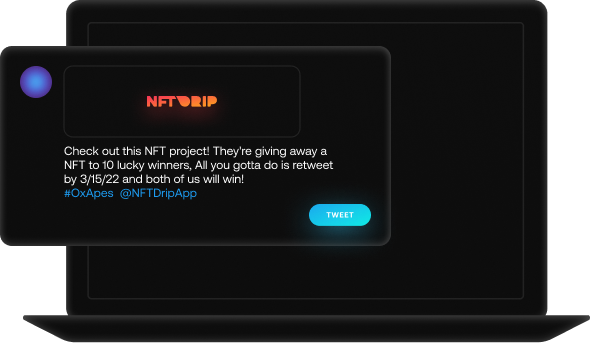 NFTDRIP
Check out this NFT project! They're giving away a
NFT to 10 lucky winners, All you gotta do is retweet
by 3/15/22 and both of us will win!
#OxApes @NFTDripApp
TWEET